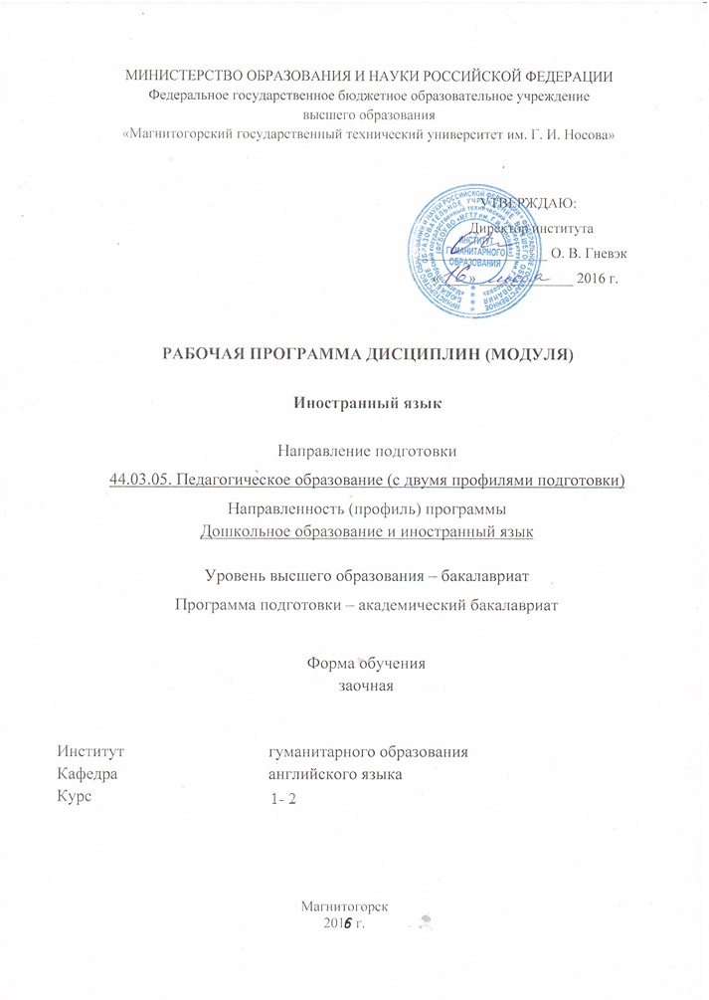 МИНИСТЕРСТВО ОБРАЗОВАНИЯ И НАУКИ РОССИЙСКОЙ ФЕДЕРАЦИИ
Федеральное государственное бюджетное образовательное учреждение
высшего образования
«Магнитогорский государственный технический университет им. Г. И. Носова»
УТВЕРЖДАЮ:
Директор института
О. В. Гневэк
16 » 2016 г.
ИНСТИТУТ
ГУМАНИТАРНОГО
ОБРАЗОВАНИЯ
РАБОЧАЯ ПРОГРАММА ДИСЦИПЛИН (МОДУЛЯ)
Иностранный язык
Направление подготовки
44.03.05. Педагогическое образование (с двумя профилями подготовки)
Направленность (профиль) программы
Дошкольное образование и иностранный язык
Уровень высшего образования – бакалавриат
Программа подготовки – академический бакалавриат
Форма обучения
заочная
Институт гуманитарного образования
Кафедра английского языка
Курс 1- 2
Магнитогорск
2016 г.